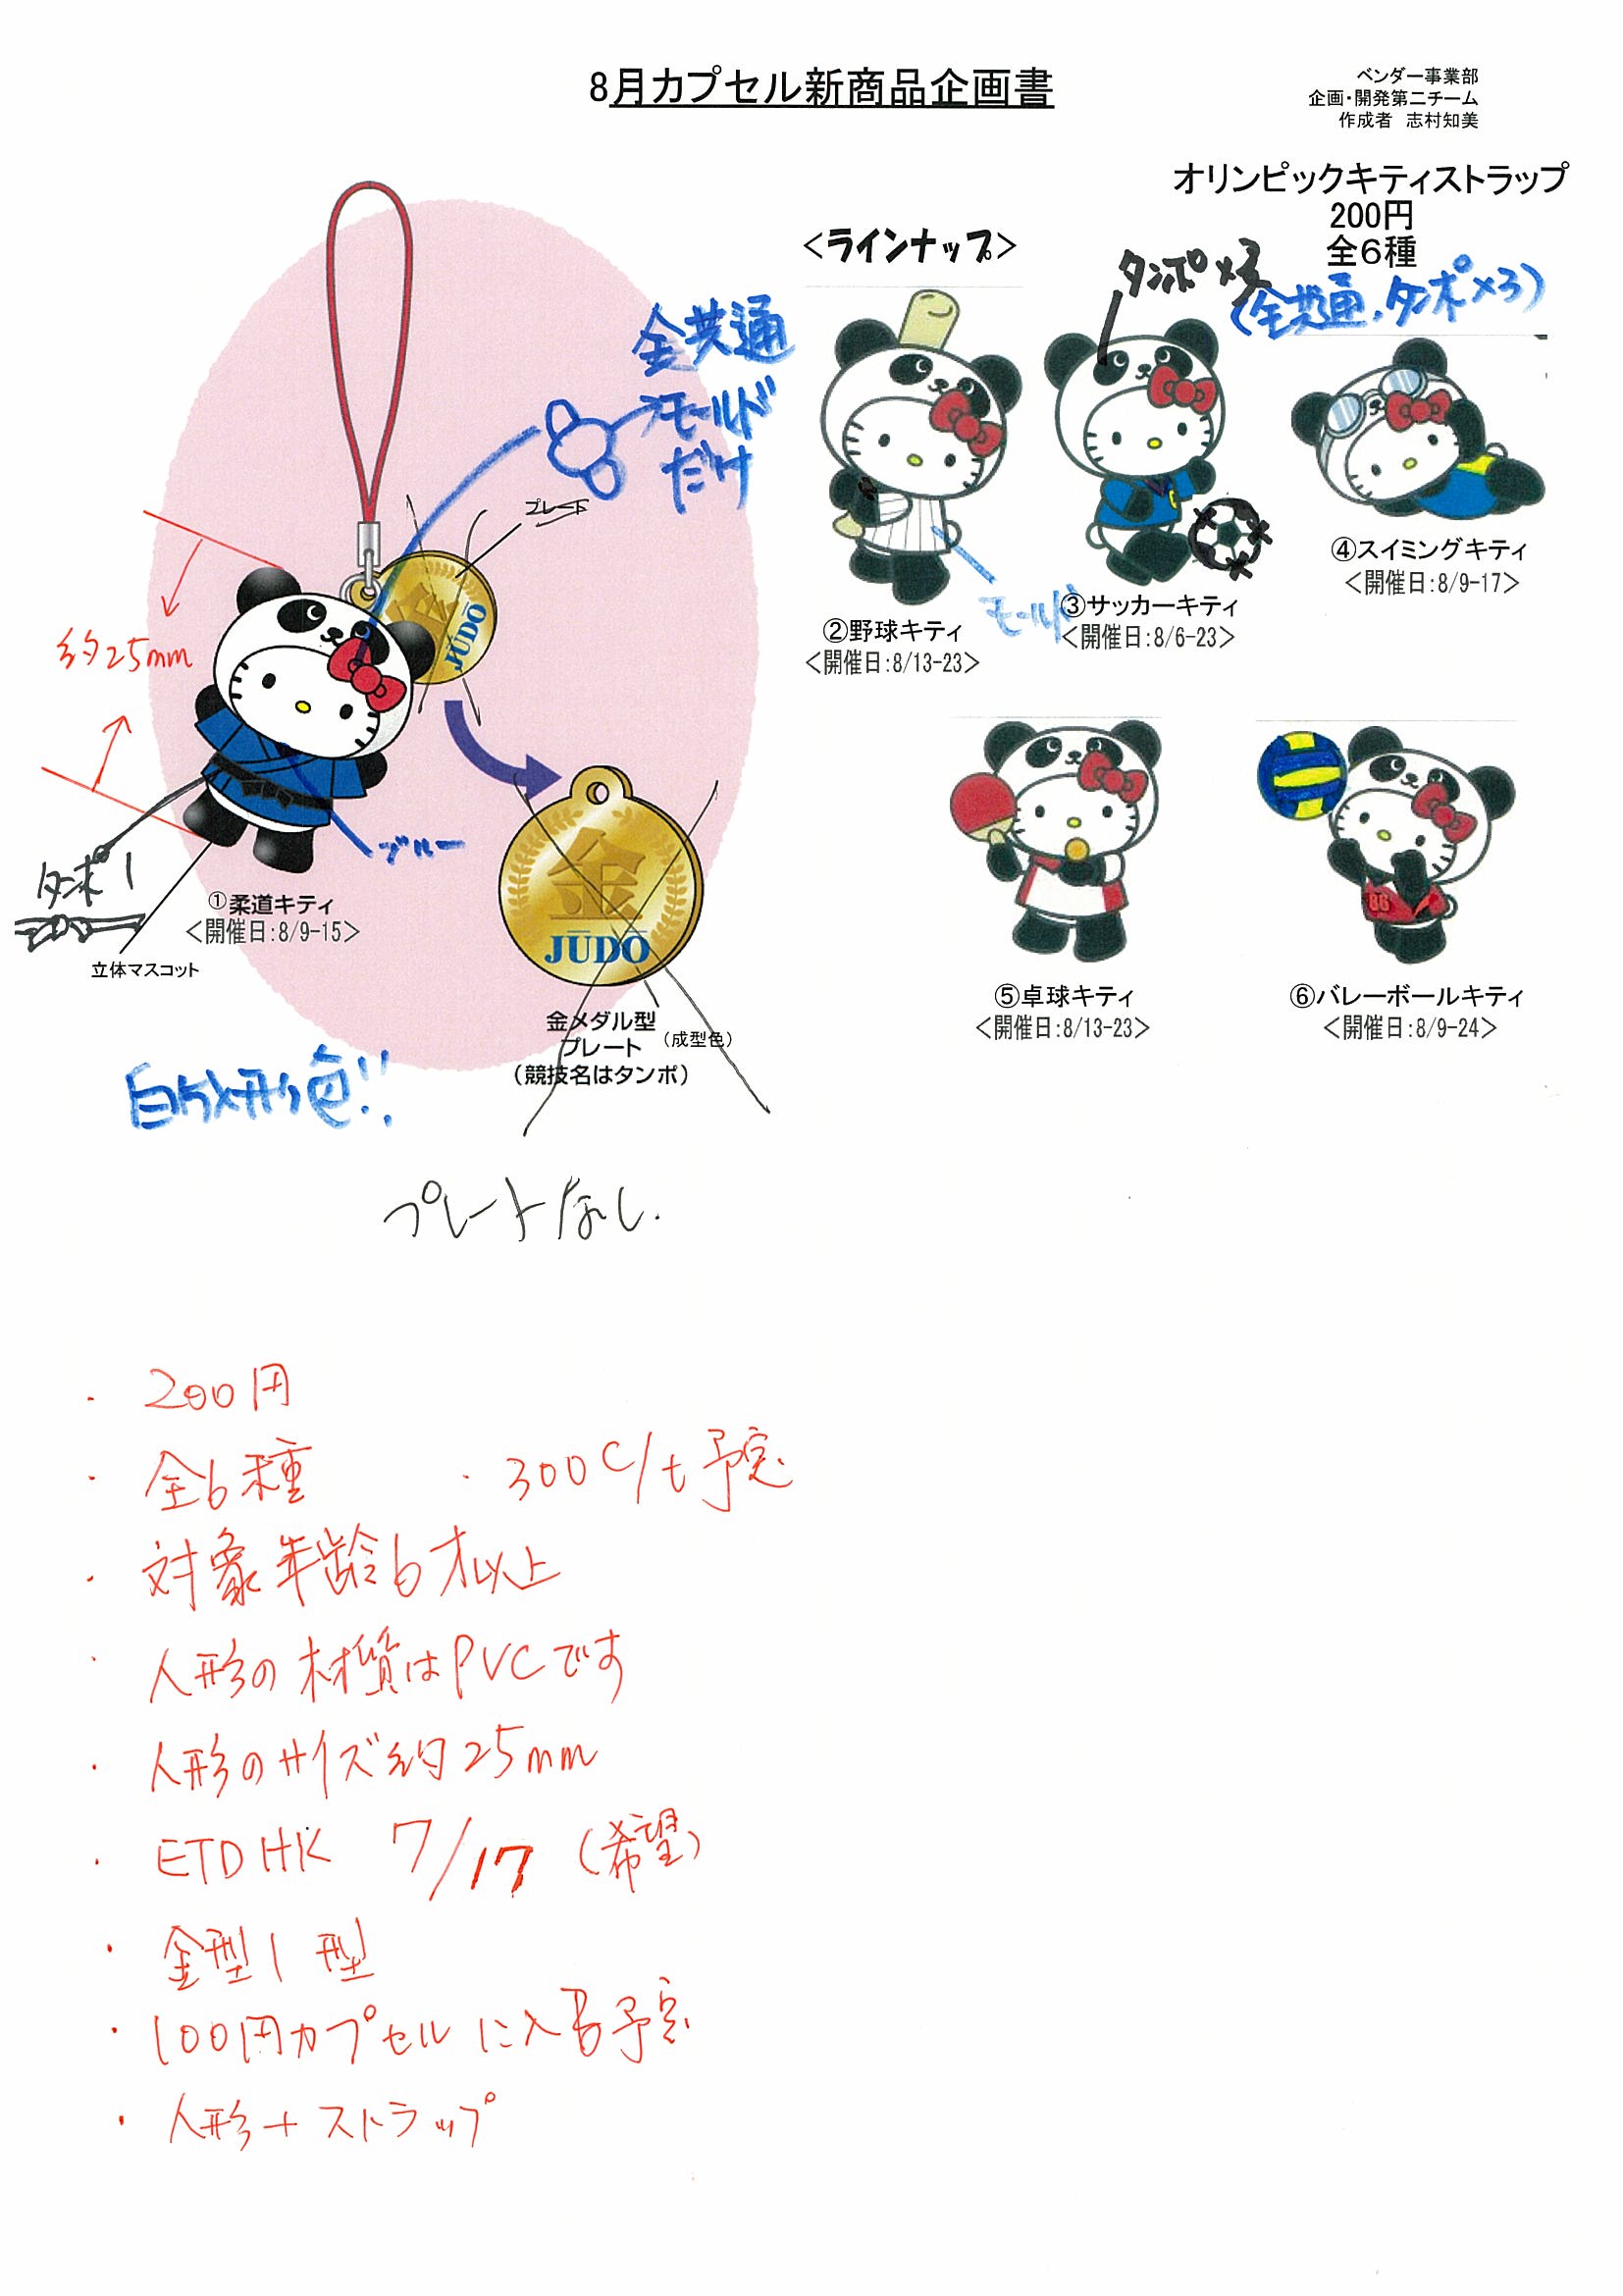 8月カプセル新商品企画書
ベンダー事業部
企画・開発第二チーム
作成者 志村知美
オリンピックキティストラップ
200円
全6種
(全共通、タンポ×3)
<ラインナップ>
タンポ×3
全共通
モールド
だけ
プレート
金
JUDO
約25mm
ブルー
タンポ1
①柔道キティ
<開催日:8/9-15>
立体マスコット
金
JŪDŌ
金メダル型
プレート
(成型色)
(競技名はタンポ)
白成形色!!
プレートなし.
モールド
②野球キティ
<開催日:8/13-23>
③サッカーキティ
<開催日:8/6-23>
④スイミングキティ
<開催日:8/9-17>
⑤卓球キティ
<開催日:8/13-23>
86
⑥バレーボールキティ
<開催日:8/9-24>
・200円
・全6種
・300C/t予定
・対象年齢6才以上
・人形の材質はPVCです
・人形のサイズ約25mm
・ETD HK 7/17 (希望)
・金型1型
・100円カプセルに入る予定
・人形+ストラップ